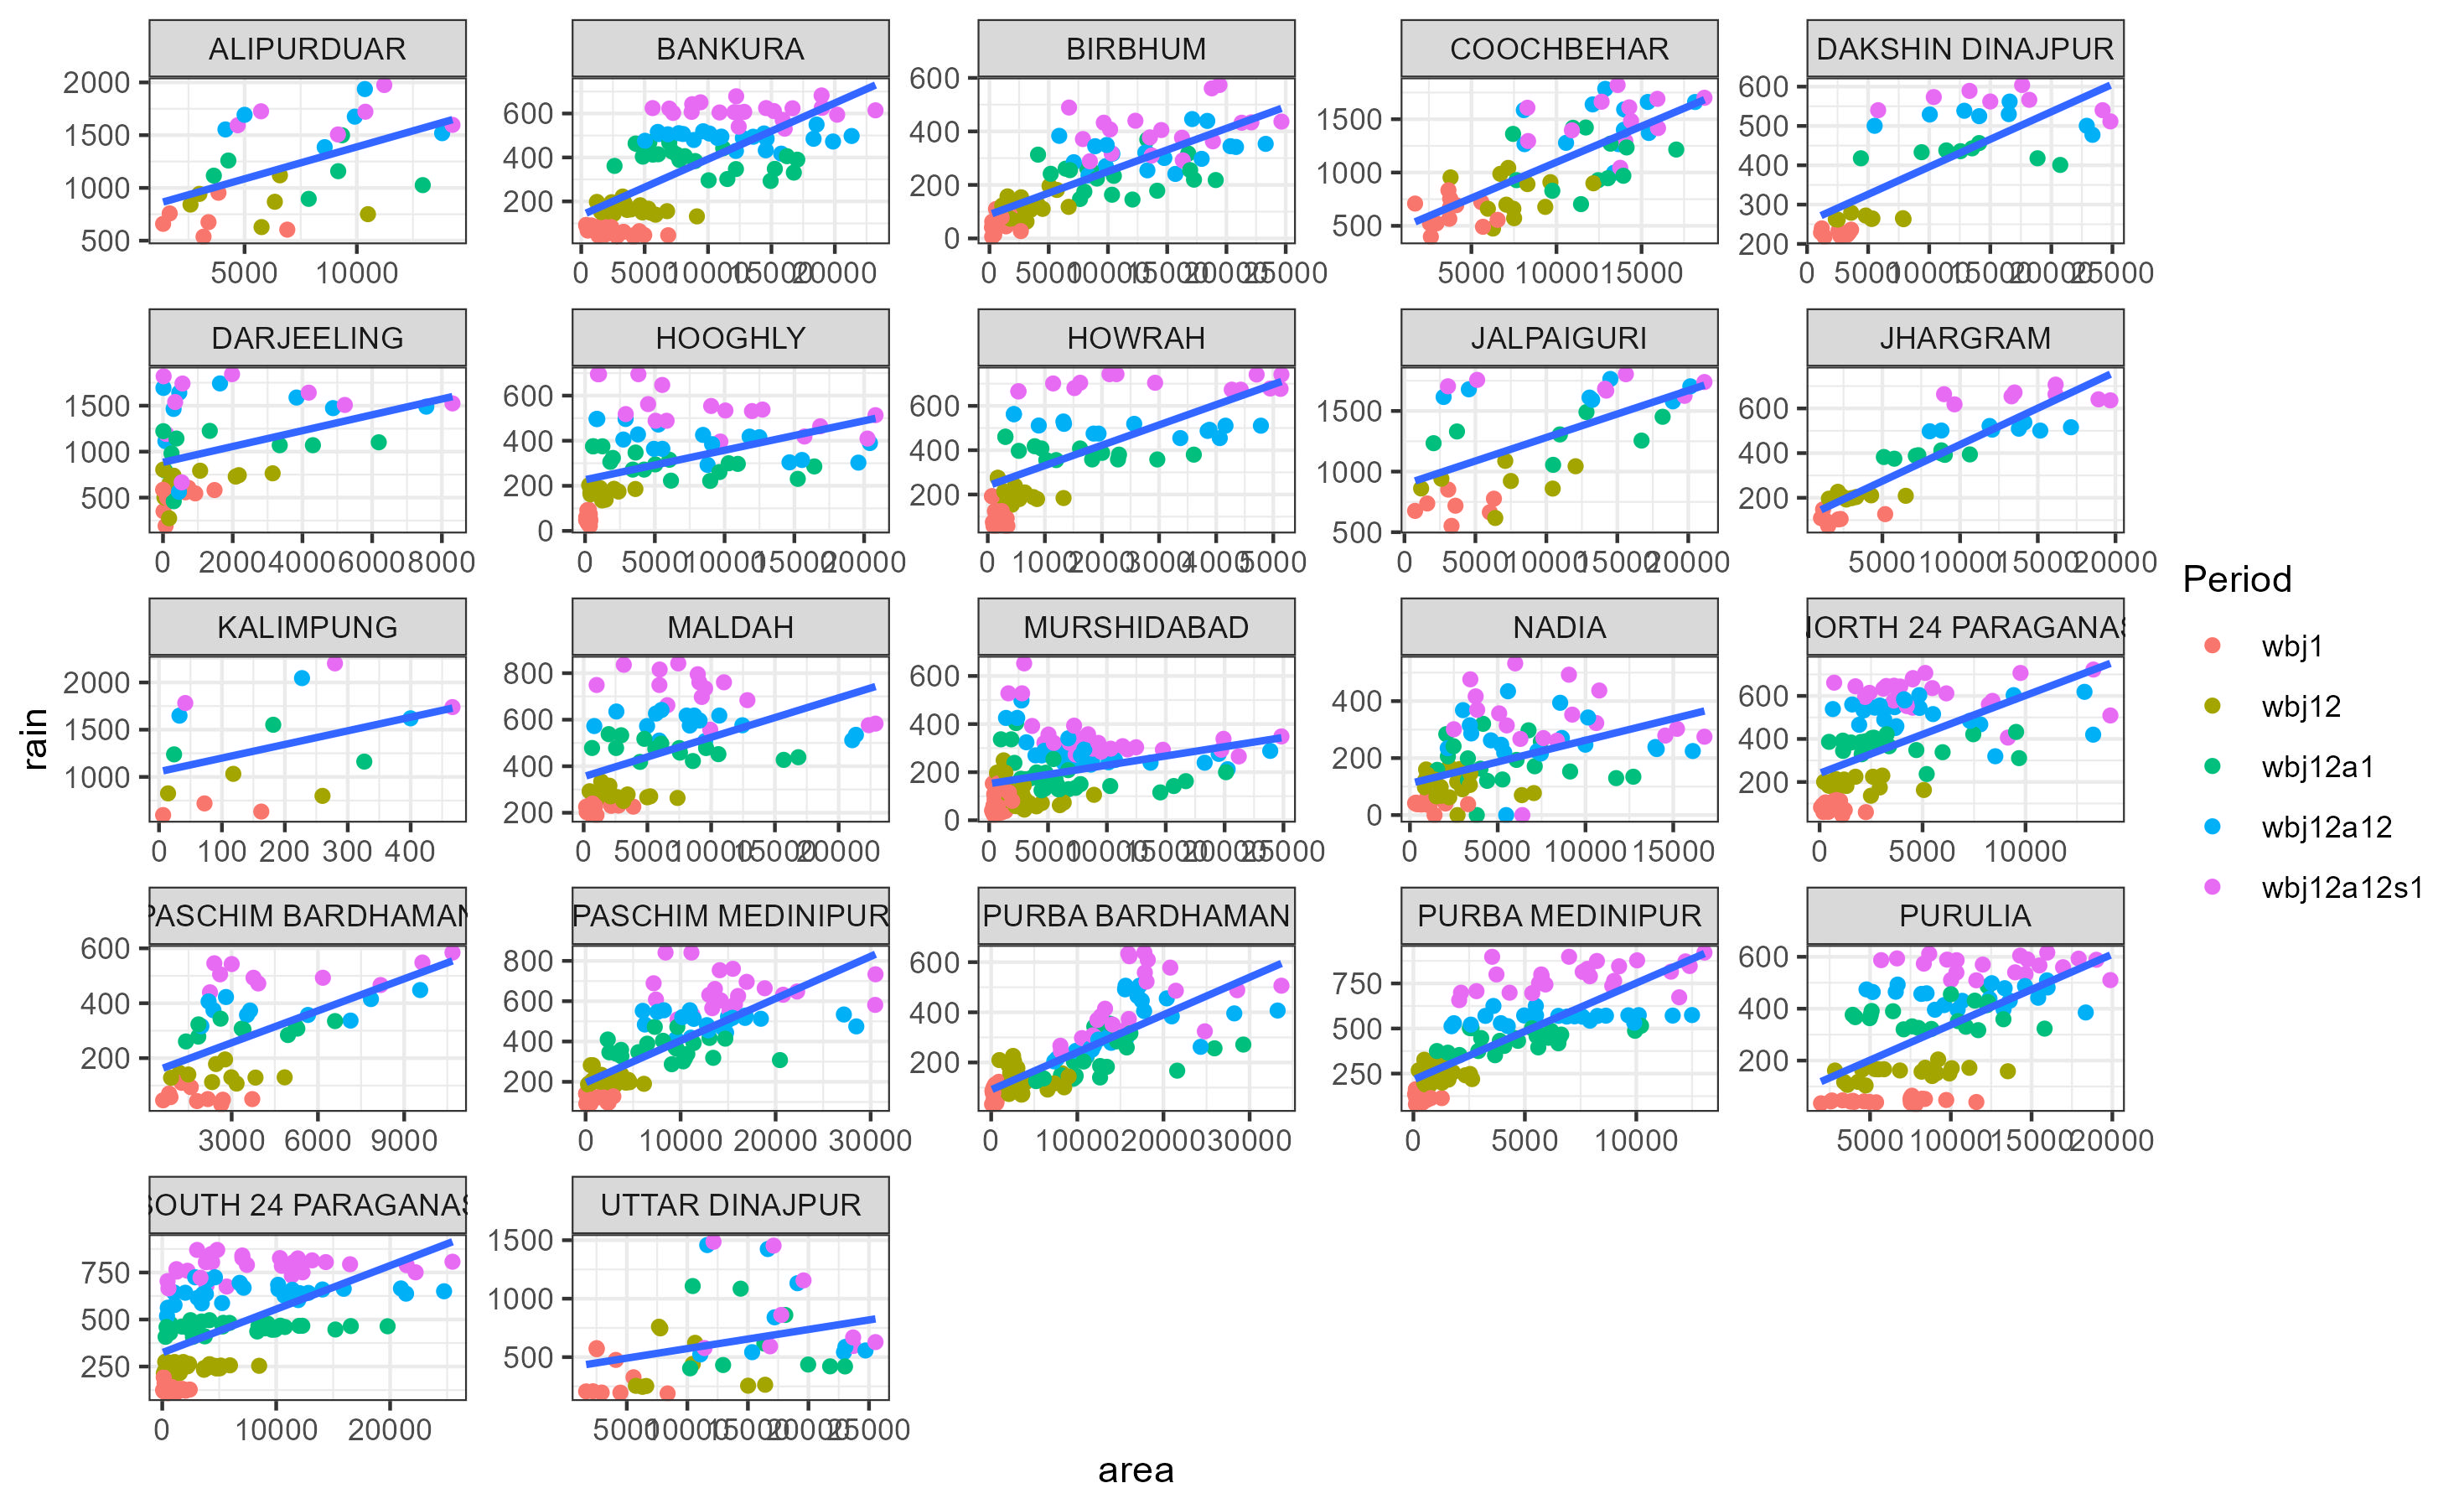 ALIPURDUAR BANKURA BIRBHUM COOCHBEHAR DAKSHIN DINAJPUR
2000 1500 1000 500
600 400 200
600 400 200 0
1500 1000 500
600 500 400 300 200
5000 10000
0 5000 10000 15000 20000
0 5000 10000 15000 20000 25000
5000 10000 15000
0 5000 10000 15000 20000 25000
DARJEELING HOOGHLY HOWRAH JALPAIGURI JHARGRAM
1500 1000 500
600 400 200 0
600 400 200
1500 1000 500
600 400 200
0 2000 4000 6000 8000
0 5000 10000 15000 20000
0 1000 2000 3000 4000 5000
0 5000 10000 15000 20000
5000 10000 15000 20000
Period
wbj1
wbj12
wbj12a1
wbj12a12
wbj12a12s1
KALIMPUNG MALDAH MURSHIDABAD NADIA NORTH 24 PARAGANAS
2000 1500 1000
800 600 400 200
600 400 200 0
400 200 0
600 400 200
0 100 200 300 400
0 5000 10000 15000 20000
0 5000 10000 15000 20000 25000
0 5000 10000 15000
0 5000 10000
rain
PASCHIM BARDHAMAN PASCHIM MEDINIPUR PURBA BARDHAMAN PURBA MEDINIPUR PURULIA
600 400 200
800 600 400 200
600 400 200
750 500 250
600 400 200
3000 6000 9000
0 10000 20000 30000
0 10000 20000 30000
0 5000 10000
5000 10000 15000 20000
SOUTH 24 PARAGANAS UTTAR DINAJPUR
750 500 250
1500 1000 500
0 10000 20000
5000 10000 15000 20000 25000
area